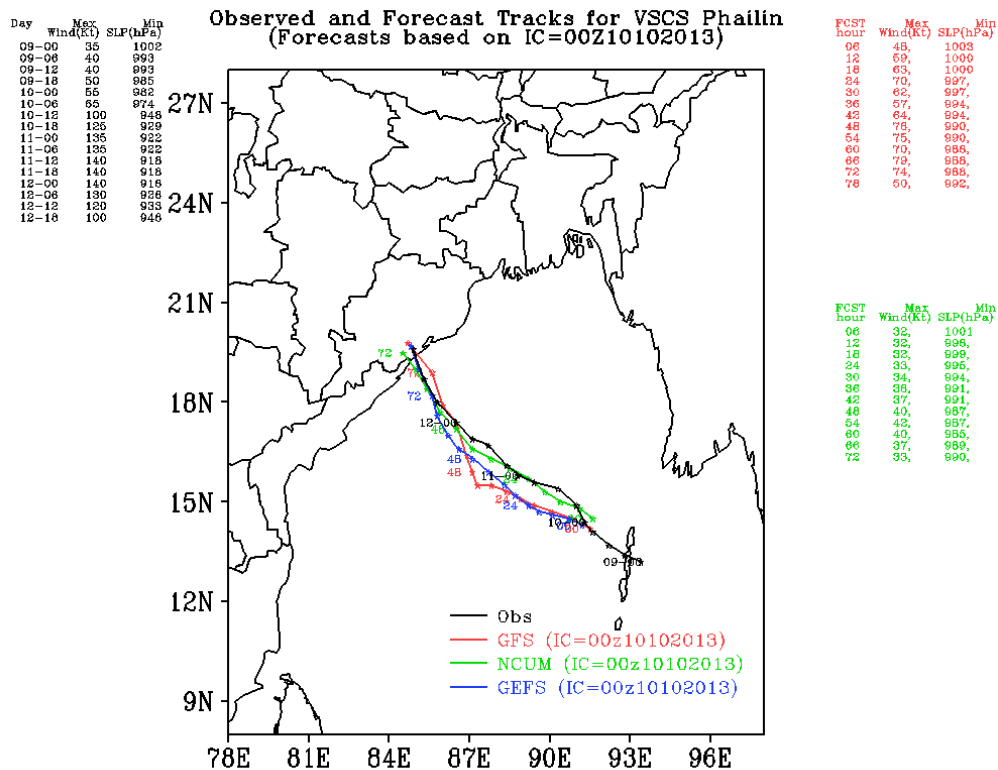 Observed and Forecast Tracks for VSCS Phailin
(Forecasts based on IC=00Z10102013)
Day Max Min
Wind(Kt) SLP(hPa)
09-00 35 1002
09-06 40 993
09-12 40 993
09-18 50 985
10-00 55 982
10-06 65 974
10-12 100 948
10-18 125 929
11-00 135 922
11-06 135 922
11-12 140 918
11-18 140 918
12-00 140 918
12-06 130 926
12-12 120 933
12-18 100 946
FCST Max Min
hour Wind(Kt) SLP(hPa)
06 48, 1003
12 59, 1000
18 63, 1000
24 70, 997,
30 62, 997,
36 57, 994,
42 64, 994,
48 76, 990,
54 75, 990,
60 70, 988,
66 79, 988,
72 74, 988,
78 50, 992,
FCST Max Min
hour Wind(Kt) SLP(hPa)
06 32, 1001
12 32, 998,
18 32, 999,
24 33, 995,
30 34, 994,
36 36, 991,
42 37, 991,
48 40, 987,
54 42, 987,
60 40, 985,
66 37, 989,
72 33, 990,
27N
24N
21N
18N
15N
12N
9N
72
72
12-00
48
48
48
11-00
24
24
10-00
09-00
Obs
GFS (IC=00z10102013)
NCUM (IC=00z10102013)
GEFS (IC=00z10102013)
78E 81E 84E 87E 90E 93E 96E